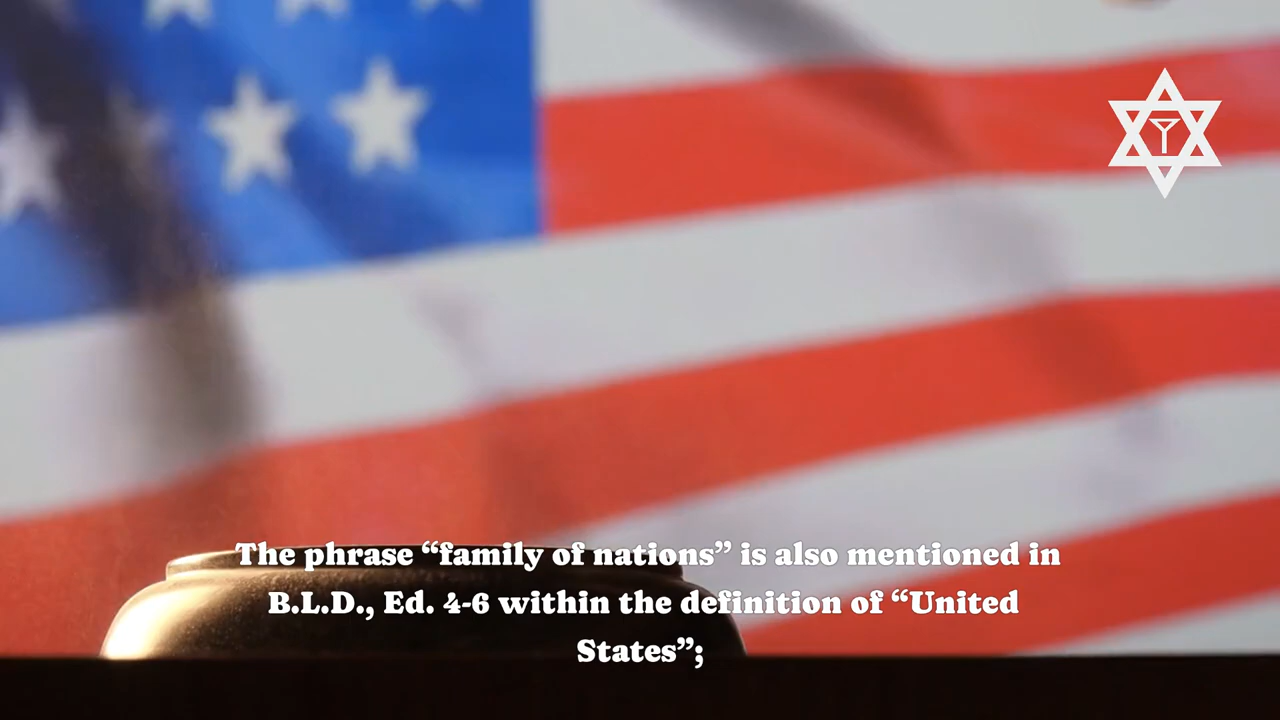 The phrase “family of nations” is also mentioned in
B.L.D., Ed. 4-6 within the definition of “United
States”;